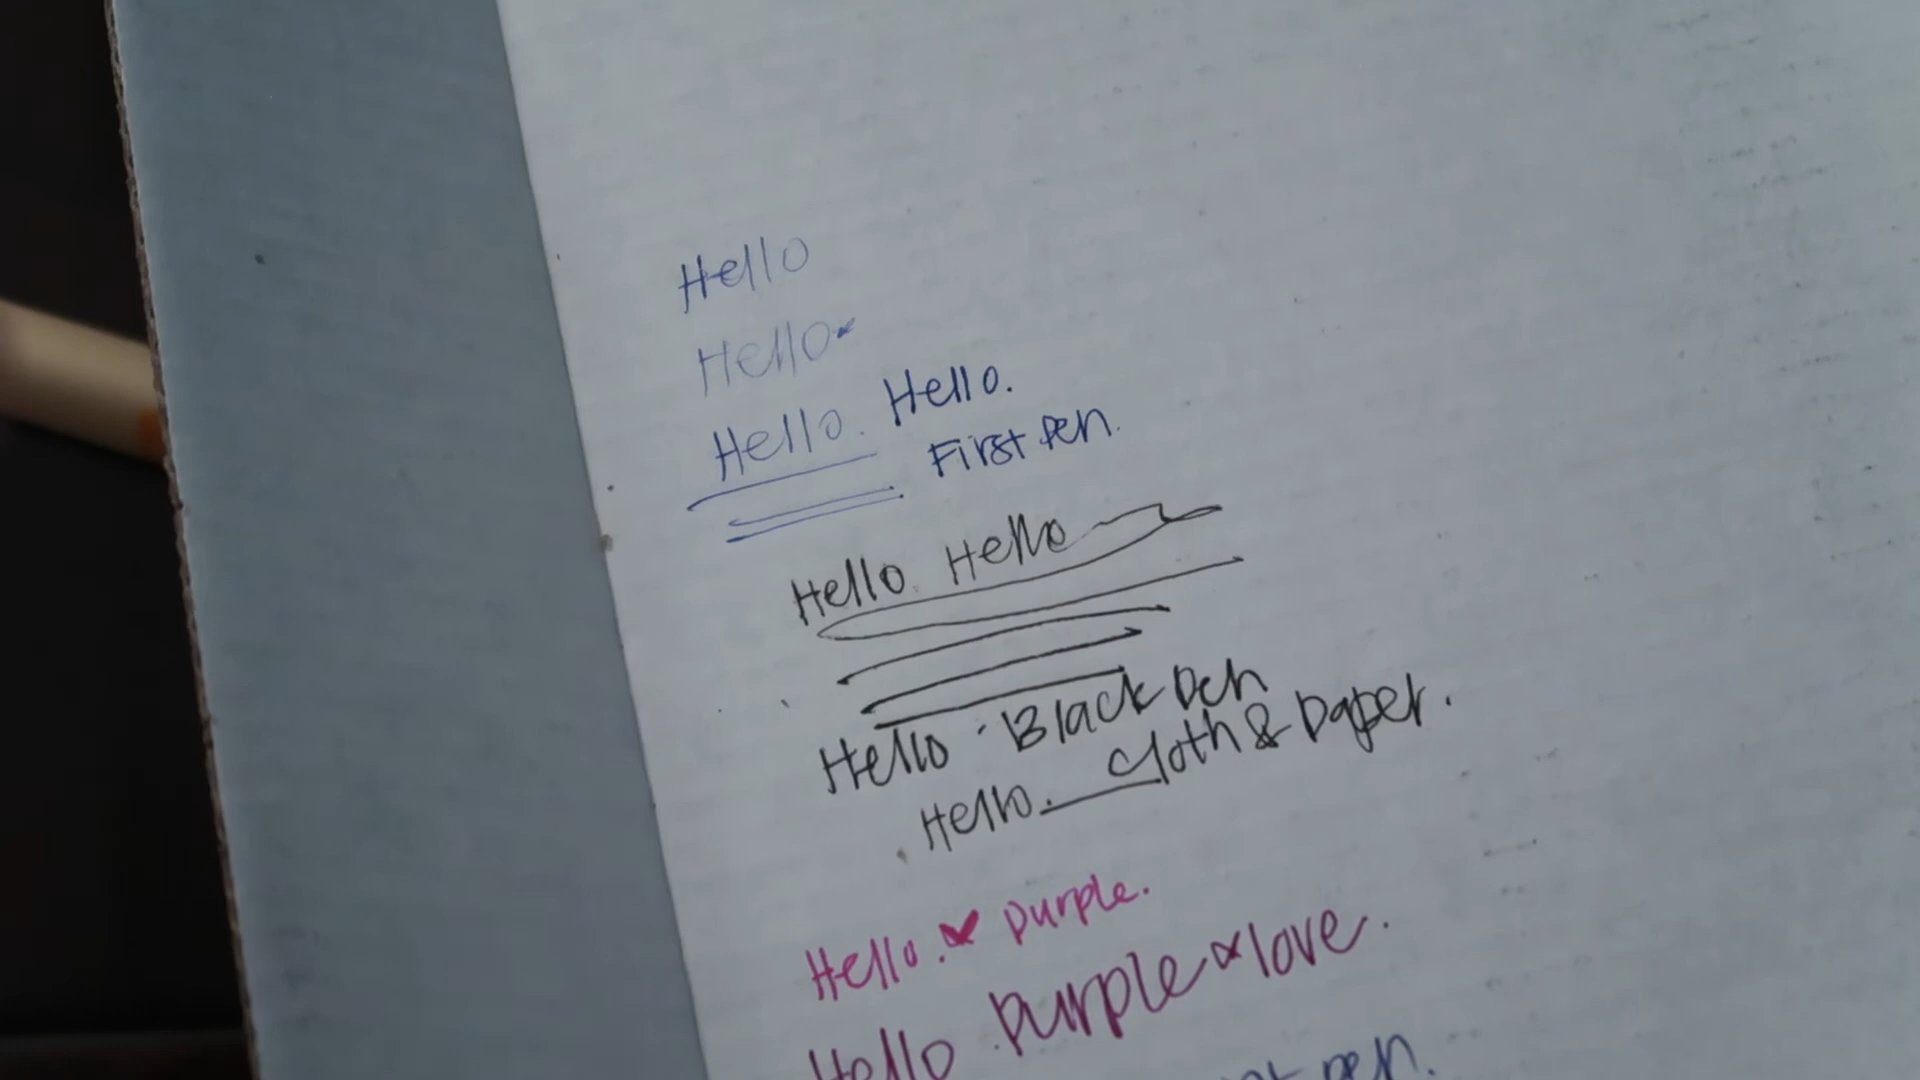 Hello
Hello
Hello. Hello.
First pen.
Hello. Hello
Hello. Black pen
Hello. Cloth & paper.
Hello. purple.
Hello purple love.
pen.